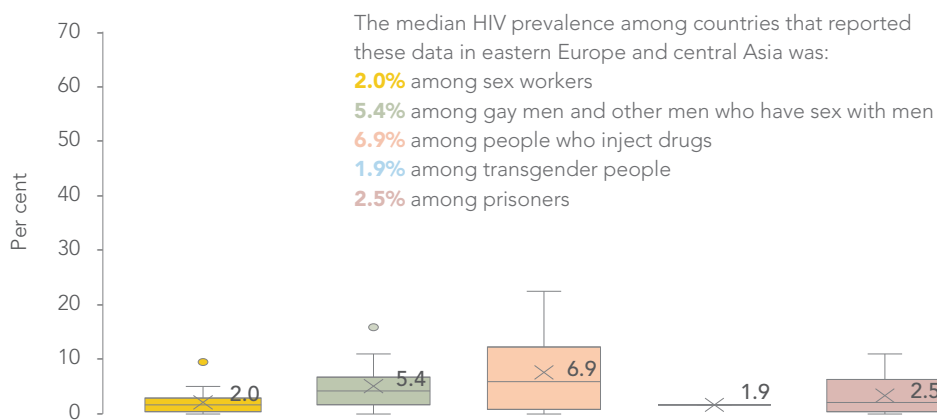 The median HIV prevalence among countries that reported
these data in eastern Europe and central Asia was:
2.0% among sex workers
5.4% among gay men and other men who have sex with men
6.9% among people who inject drugs
1.9% among transgender people
2.5% among prisoners
Per cent
70
60
50
40
30
20
10
0
2.0
5.4
6.9
1.9
2.5